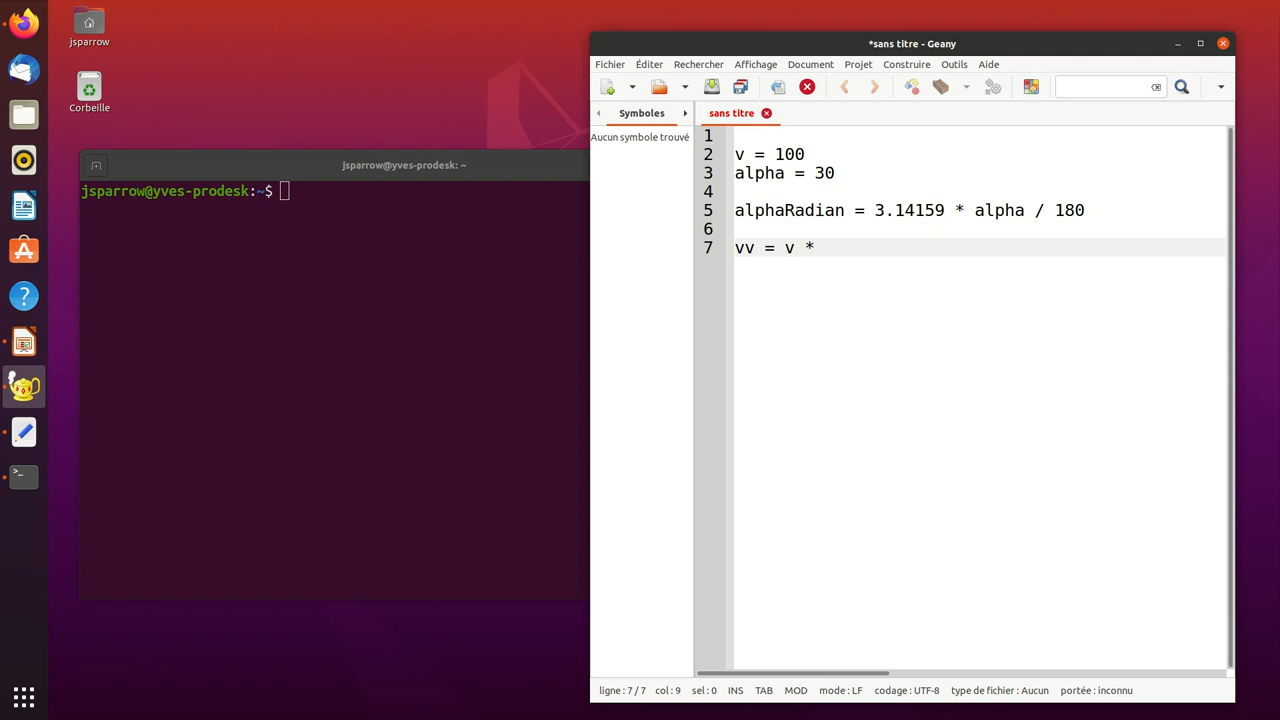 jsparrow
Corbeille
jsparrow@yves-prodesk: ~
jsparrow@yves-prodesk:~$
*sans titre - Geany
Fichier Éditer Rechercher Affichage Document Projet Construire Outils Aide
Symboles
sans titre
Aucun symbole trouvé
1
2 v = 100
3 alpha = 30
4
5 alphaRadian = 3.14159 * alpha / 180
6
7 vv = v *
ligne : 7 / 7 col : 9 sel : 0 INS TAB MOD mode : LF codage : UTF-8 type de fichier : Aucun portée : inconnu